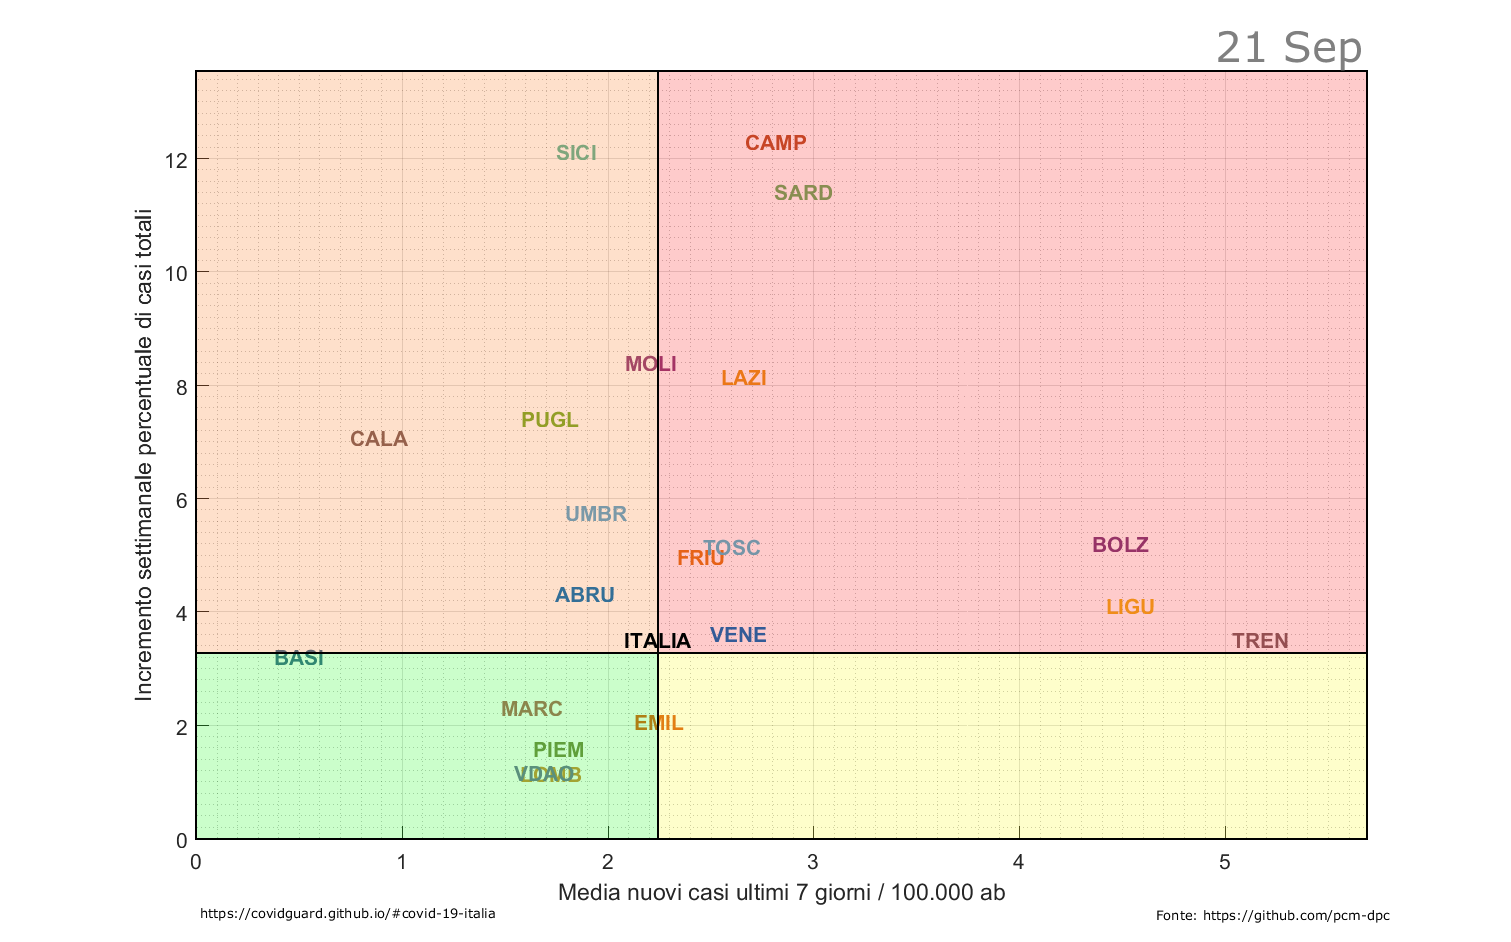 21 Sep
Incremento settimanale percentuale di casi totali
12
10
8
6
4
2
0
SICI
CAMP
SARD
MOLI
LAZI
PUGL
CALA
UMBR
TOSC
FRIU
BOLZ
ABRU
LIGU
ITALIA
VENE
TREN
BASI
MARC
EMIL
PIEM
VDAO
LOMB
0 1 2 3 4 5
Media nuovi casi ultimi 7 giorni / 100.000 ab
https://covidguard.github.io/#covid-19-italia
Fonte: https://github.com/pcm-dpc